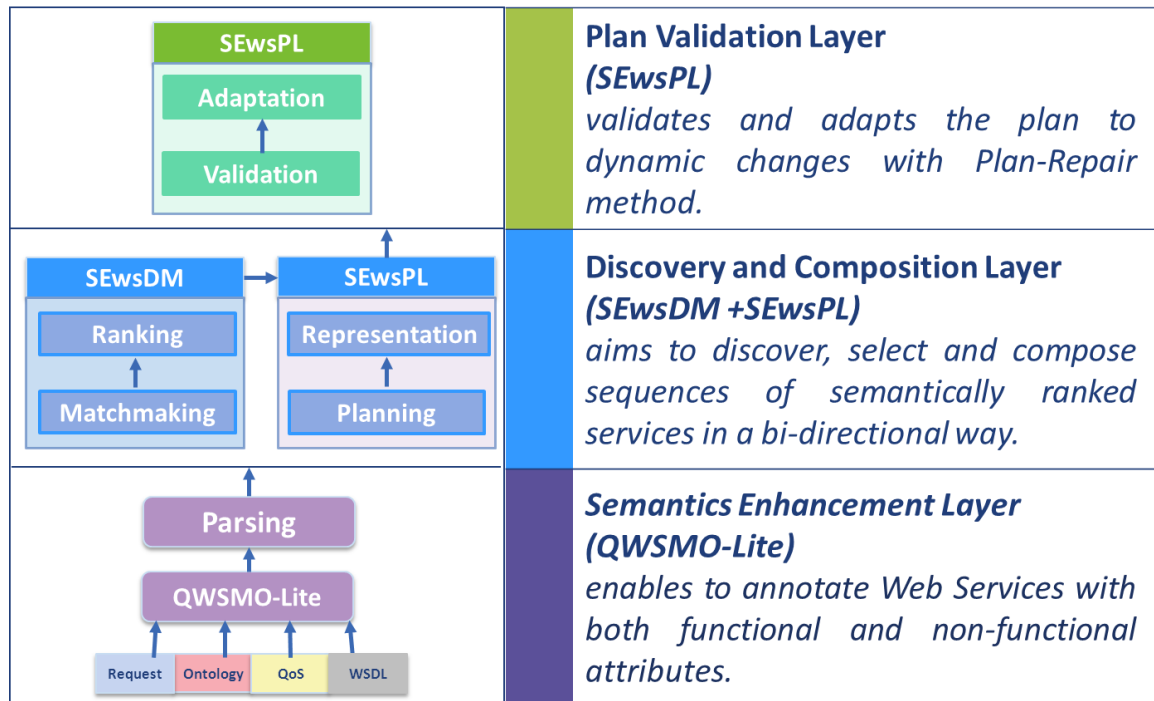 SEwsPL
Adaptation
Validation
Plan Validation Layer
(SEwsPL)
validates and adapts the plan to
dynamic changes with Plan-Repair
method.
SEwsDM
Ranking
Matchmaking
SEwsPL
Representation
Planning
Discovery and Composition Layer
(SEwsDM +SEwsPL)
aims to discover, select and compose
sequences of semantically ranked
services in a bi-directional way.
Parsing
QWSMO-Lite
Request
Ontology
QoS
WSDL
Semantics Enhancement Layer
(QWSMO-Lite)
enables to annotate Web Services with
both functional and non-functional
attributes.